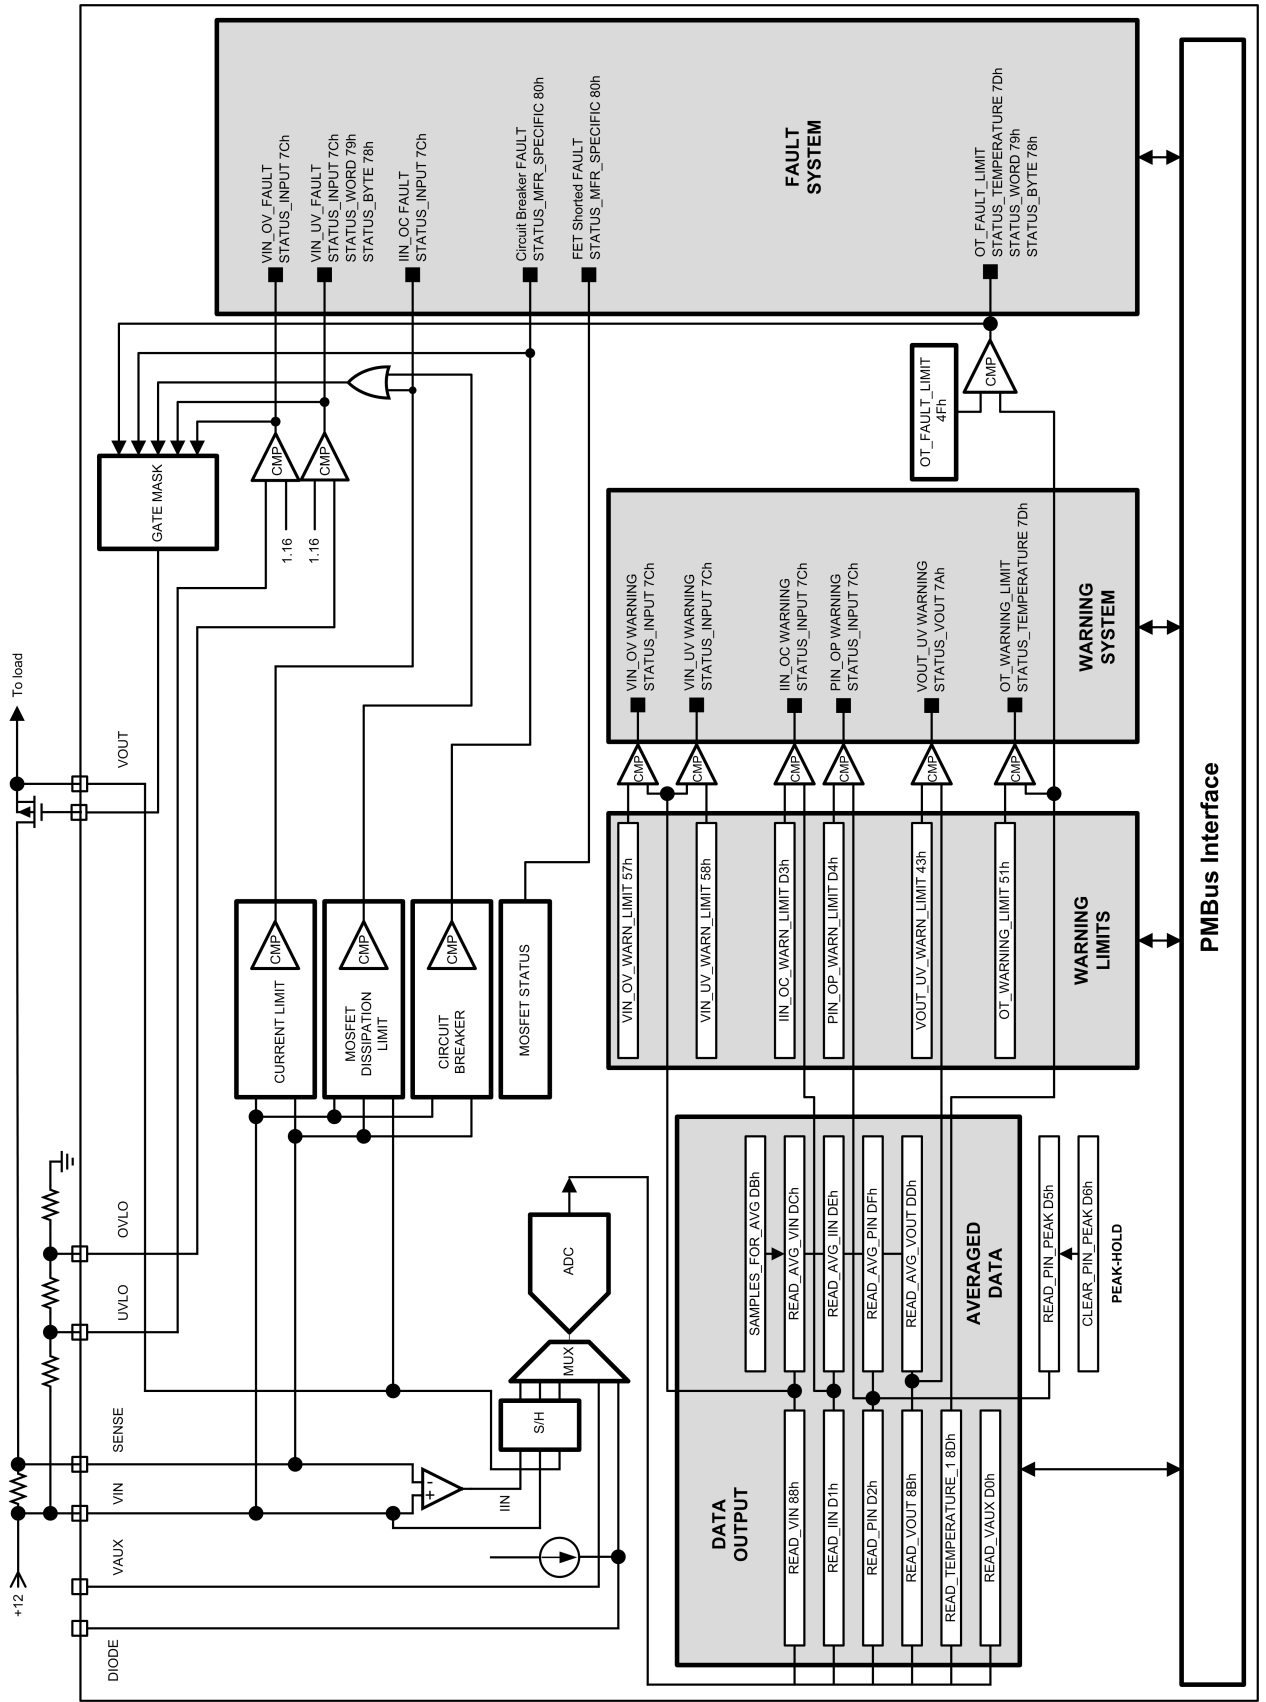 +12
DIODE
VAUX
VIN
SENSE
UVLO
OVLO
VOUT
To load
IIN
+
-
S/H
MUX
ADC
CURRENT LIMIT
CMP
MOSFET
DISSIPATION
LIMIT
CMP
CIRCUIT
BREAKER
CMP
MOSFET STATUS
GATE MASK
1.16
1.16
CMP
CMP
VIN_OV_FAULT
STATUS_INPUT 7Ch
VIN_UV_FAULT
STATUS_INPUT 7Ch
STATUS_WORD 79h
STATUS_BYTE 78h
IIN_OC FAULT
STATUS_INPUT 7Ch
Circuit Breaker FAULT
STATUS_MFR_SPECIFIC 80h
FET Shorted FAULT
STATUS_MFR_SPECIFIC 80h
FAULT
SYSTEM
OT_FAULT_LIMIT
STATUS_TEMPERATURE 7Dh
STATUS_WORD 79h
STATUS_BYTE 78h
OT_FAULT_LIMIT
4Fh
CMP
DATA
OUTPUT
READ_VIN 88h
READ_IIN D1h
READ_PIN D2h
READ_VOUT 8Bh
READ_TEMPERATURE_1 8Dh
READ_VAUX D0h
SAMPLES_FOR_AVG DBh
READ_AVG_VIN DCh
READ_AVG_IIN DEh
READ_AVG_PIN DFh
READ_AVG_VOUT DDh
AVERAGED
DATA
READ_PIN_PEAK D5h
CLEAR_PIN_PEAK D6h
PEAK-HOLD
VIN_OV_WARN_LIMIT 57h
VIN_UV_WARN_LIMIT 58h
IIN_OC_WARN_LIMIT D3h
PIN_OP_WARN_LIMIT D4h
VOUT_UV_WARN_LIMIT 43h
OT_WARNING_LIMIT 51h
WARNING
LIMITS
CMP
CMP
CMP
CMP
CMP
CMP
VIN_OV WARNING
STATUS_INPUT 7Ch
VIN_UV WARNING
STATUS_INPUT 7Ch
IIN_OC WARNING
STATUS_INPUT 7Ch
PIN_OP WARNING
STATUS_INPUT 7Ch
VOUT_UV WARNING
STATUS_VOUT 7Ah
OT_WARNING_LIMIT
STATUS_TEMPERATURE 7Dh
WARNING
SYSTEM
PMBus Interface